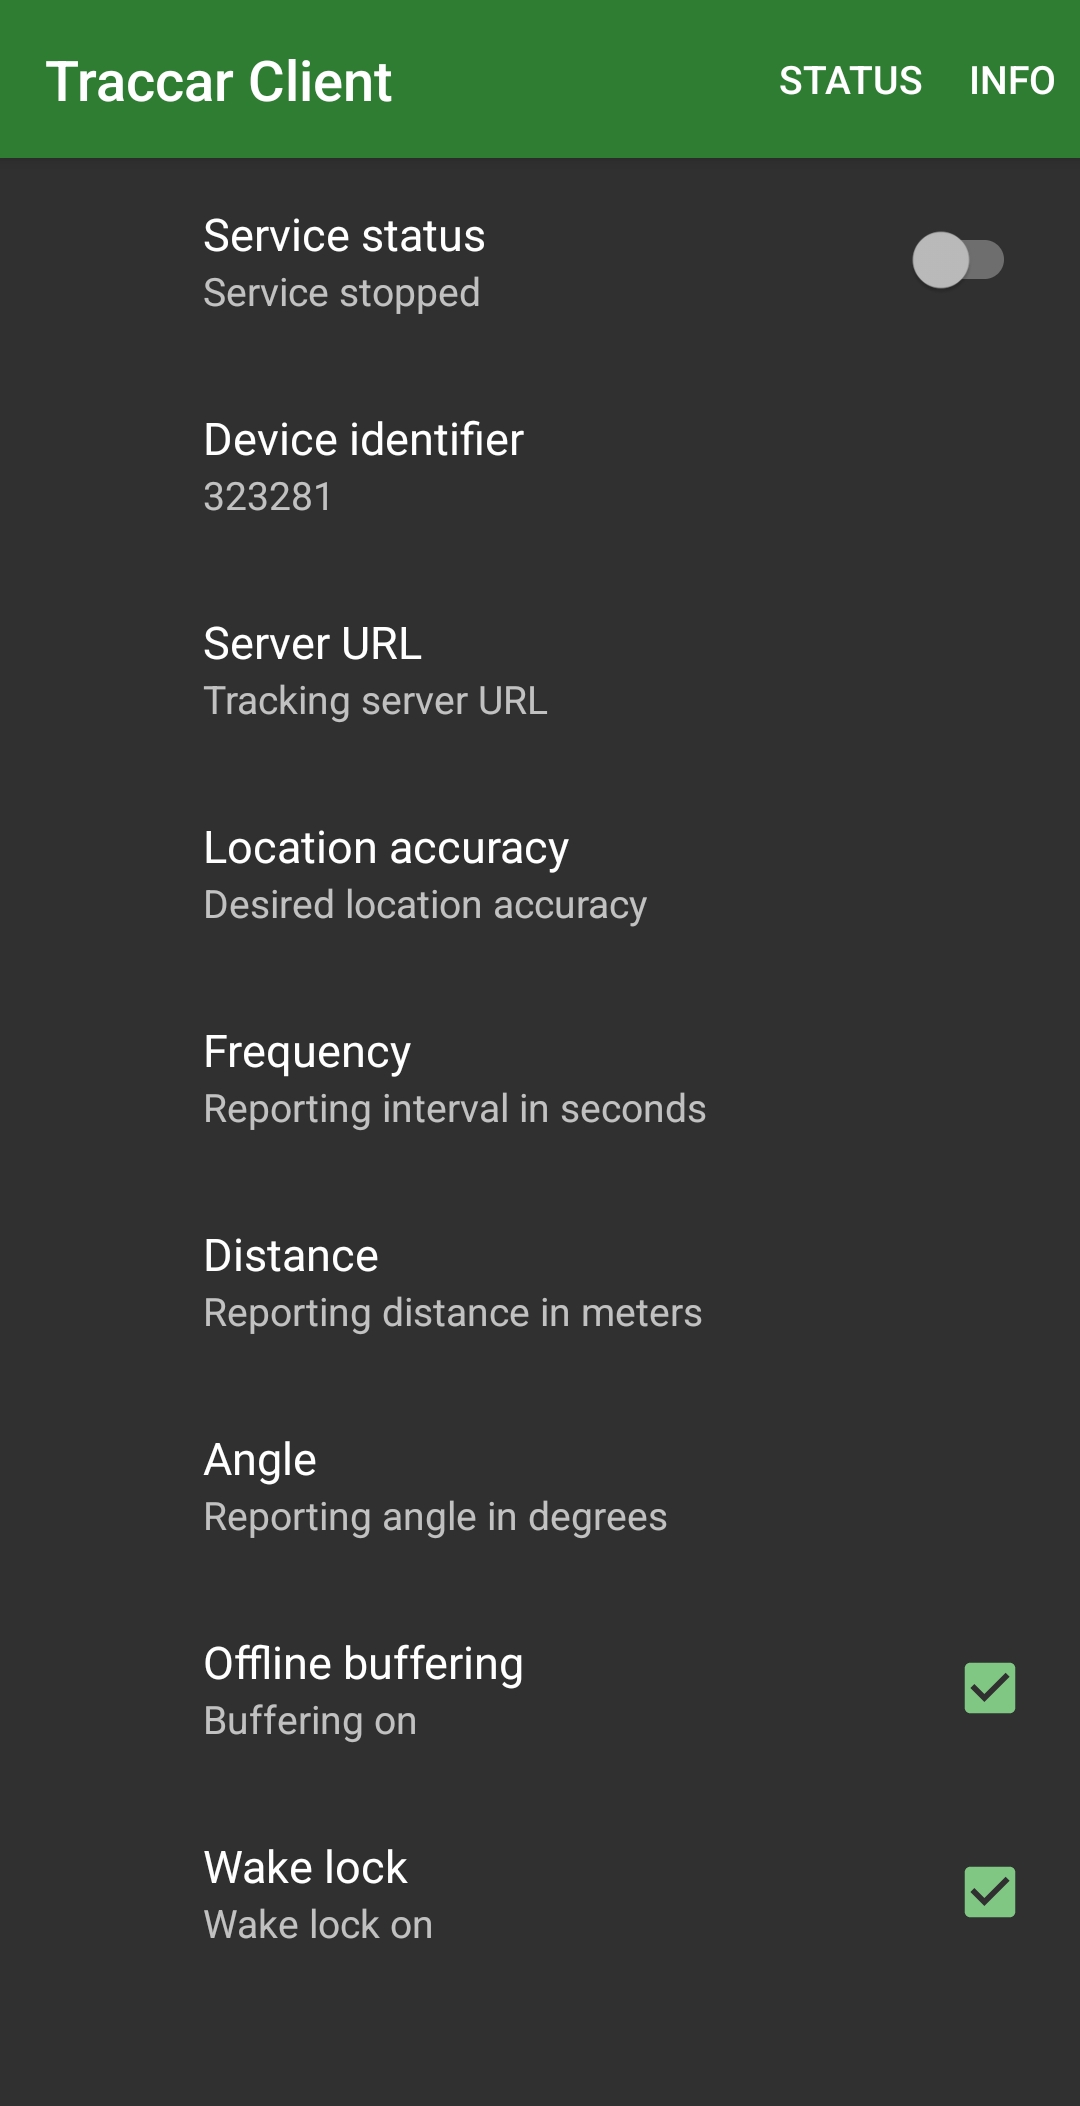 Traccar Client STATUS INFO
Service status
Service stopped
Device identifier
323281
Server URL
Tracking server URL
Location accuracy
Desired location accuracy
Frequency
Reporting interval in seconds
Distance
Reporting distance in meters
Angle
Reporting angle in degrees
Offline buffering
Buffering on
Wake lock
Wake lock on